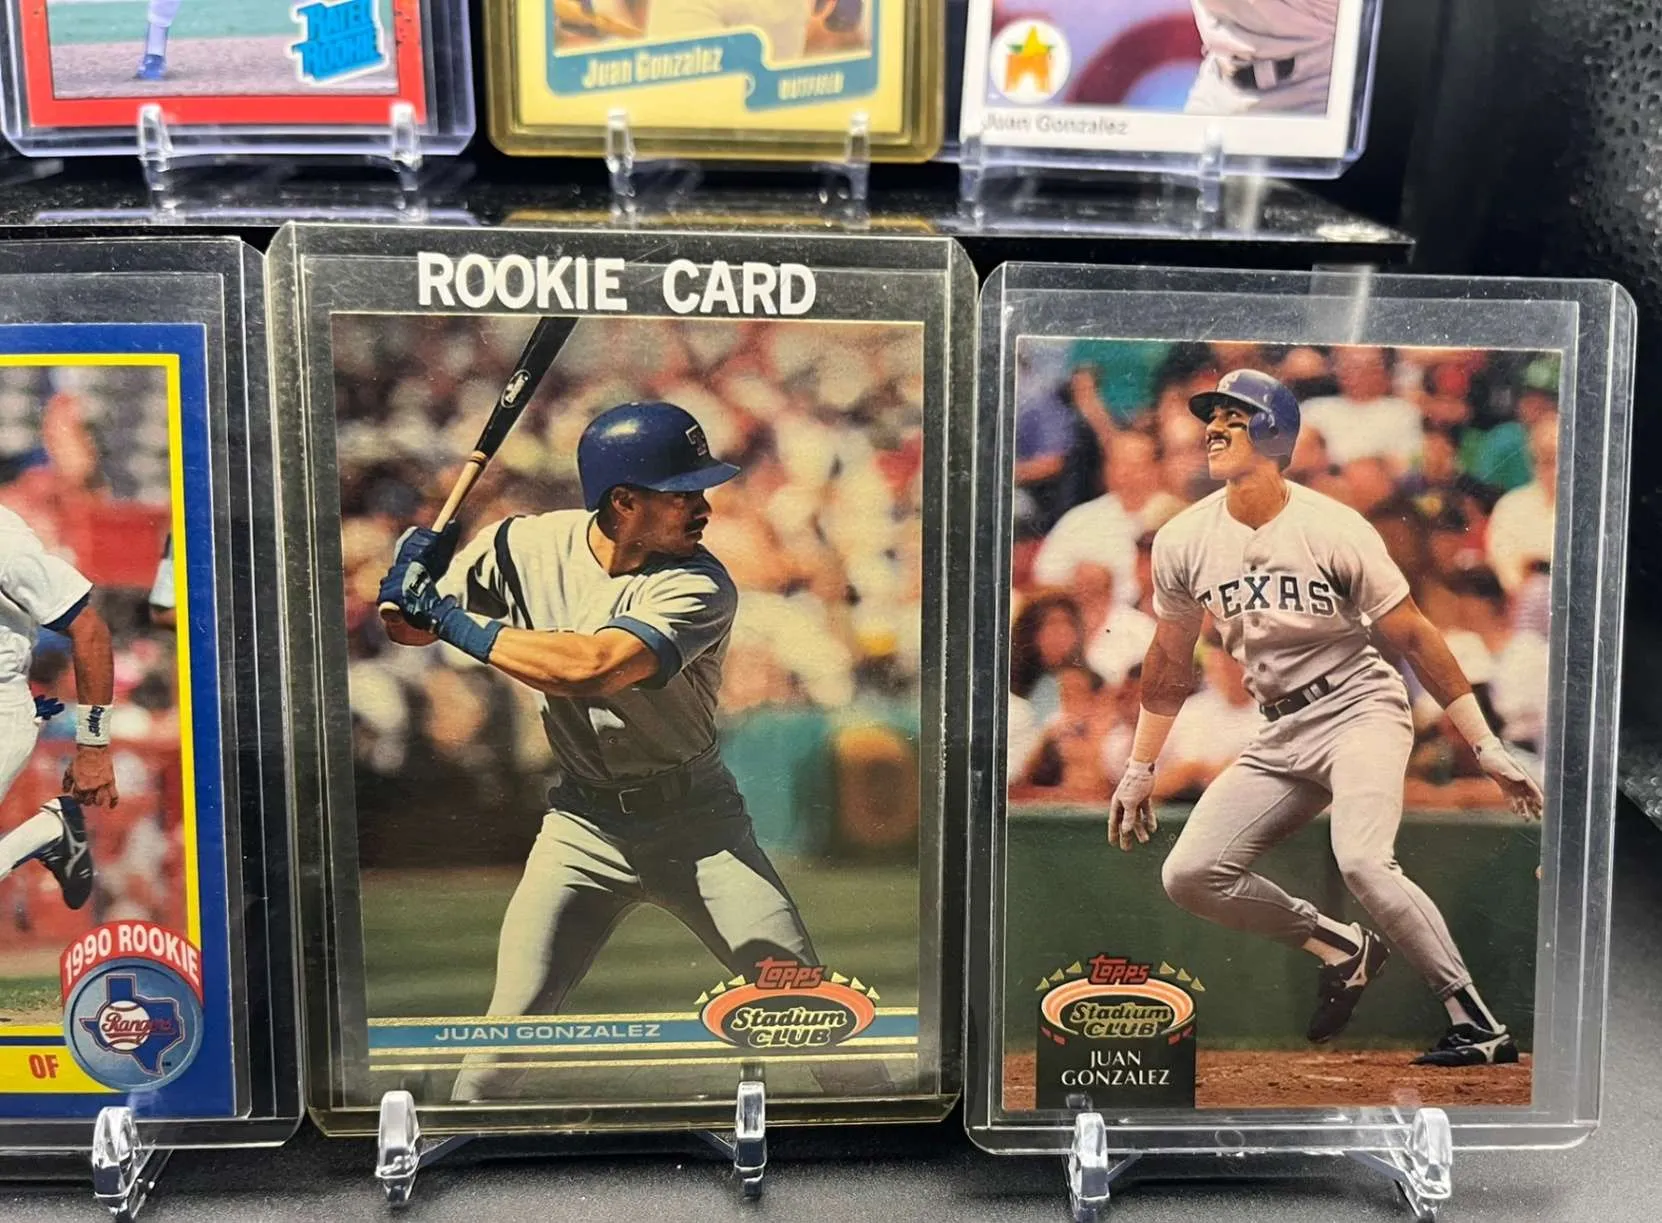 RATED
ROOKIE
Juan Gonzalez
OUTFIELD
Juan Gonzalez
ROOKIE CARD
T
TEXAS
1990 ROOKIE
Rangers
OF
JUAN GONZALEZ
Topps
Stadium
CLUB
Topps
Stadium
CLUB
JUAN
GONZALEZ